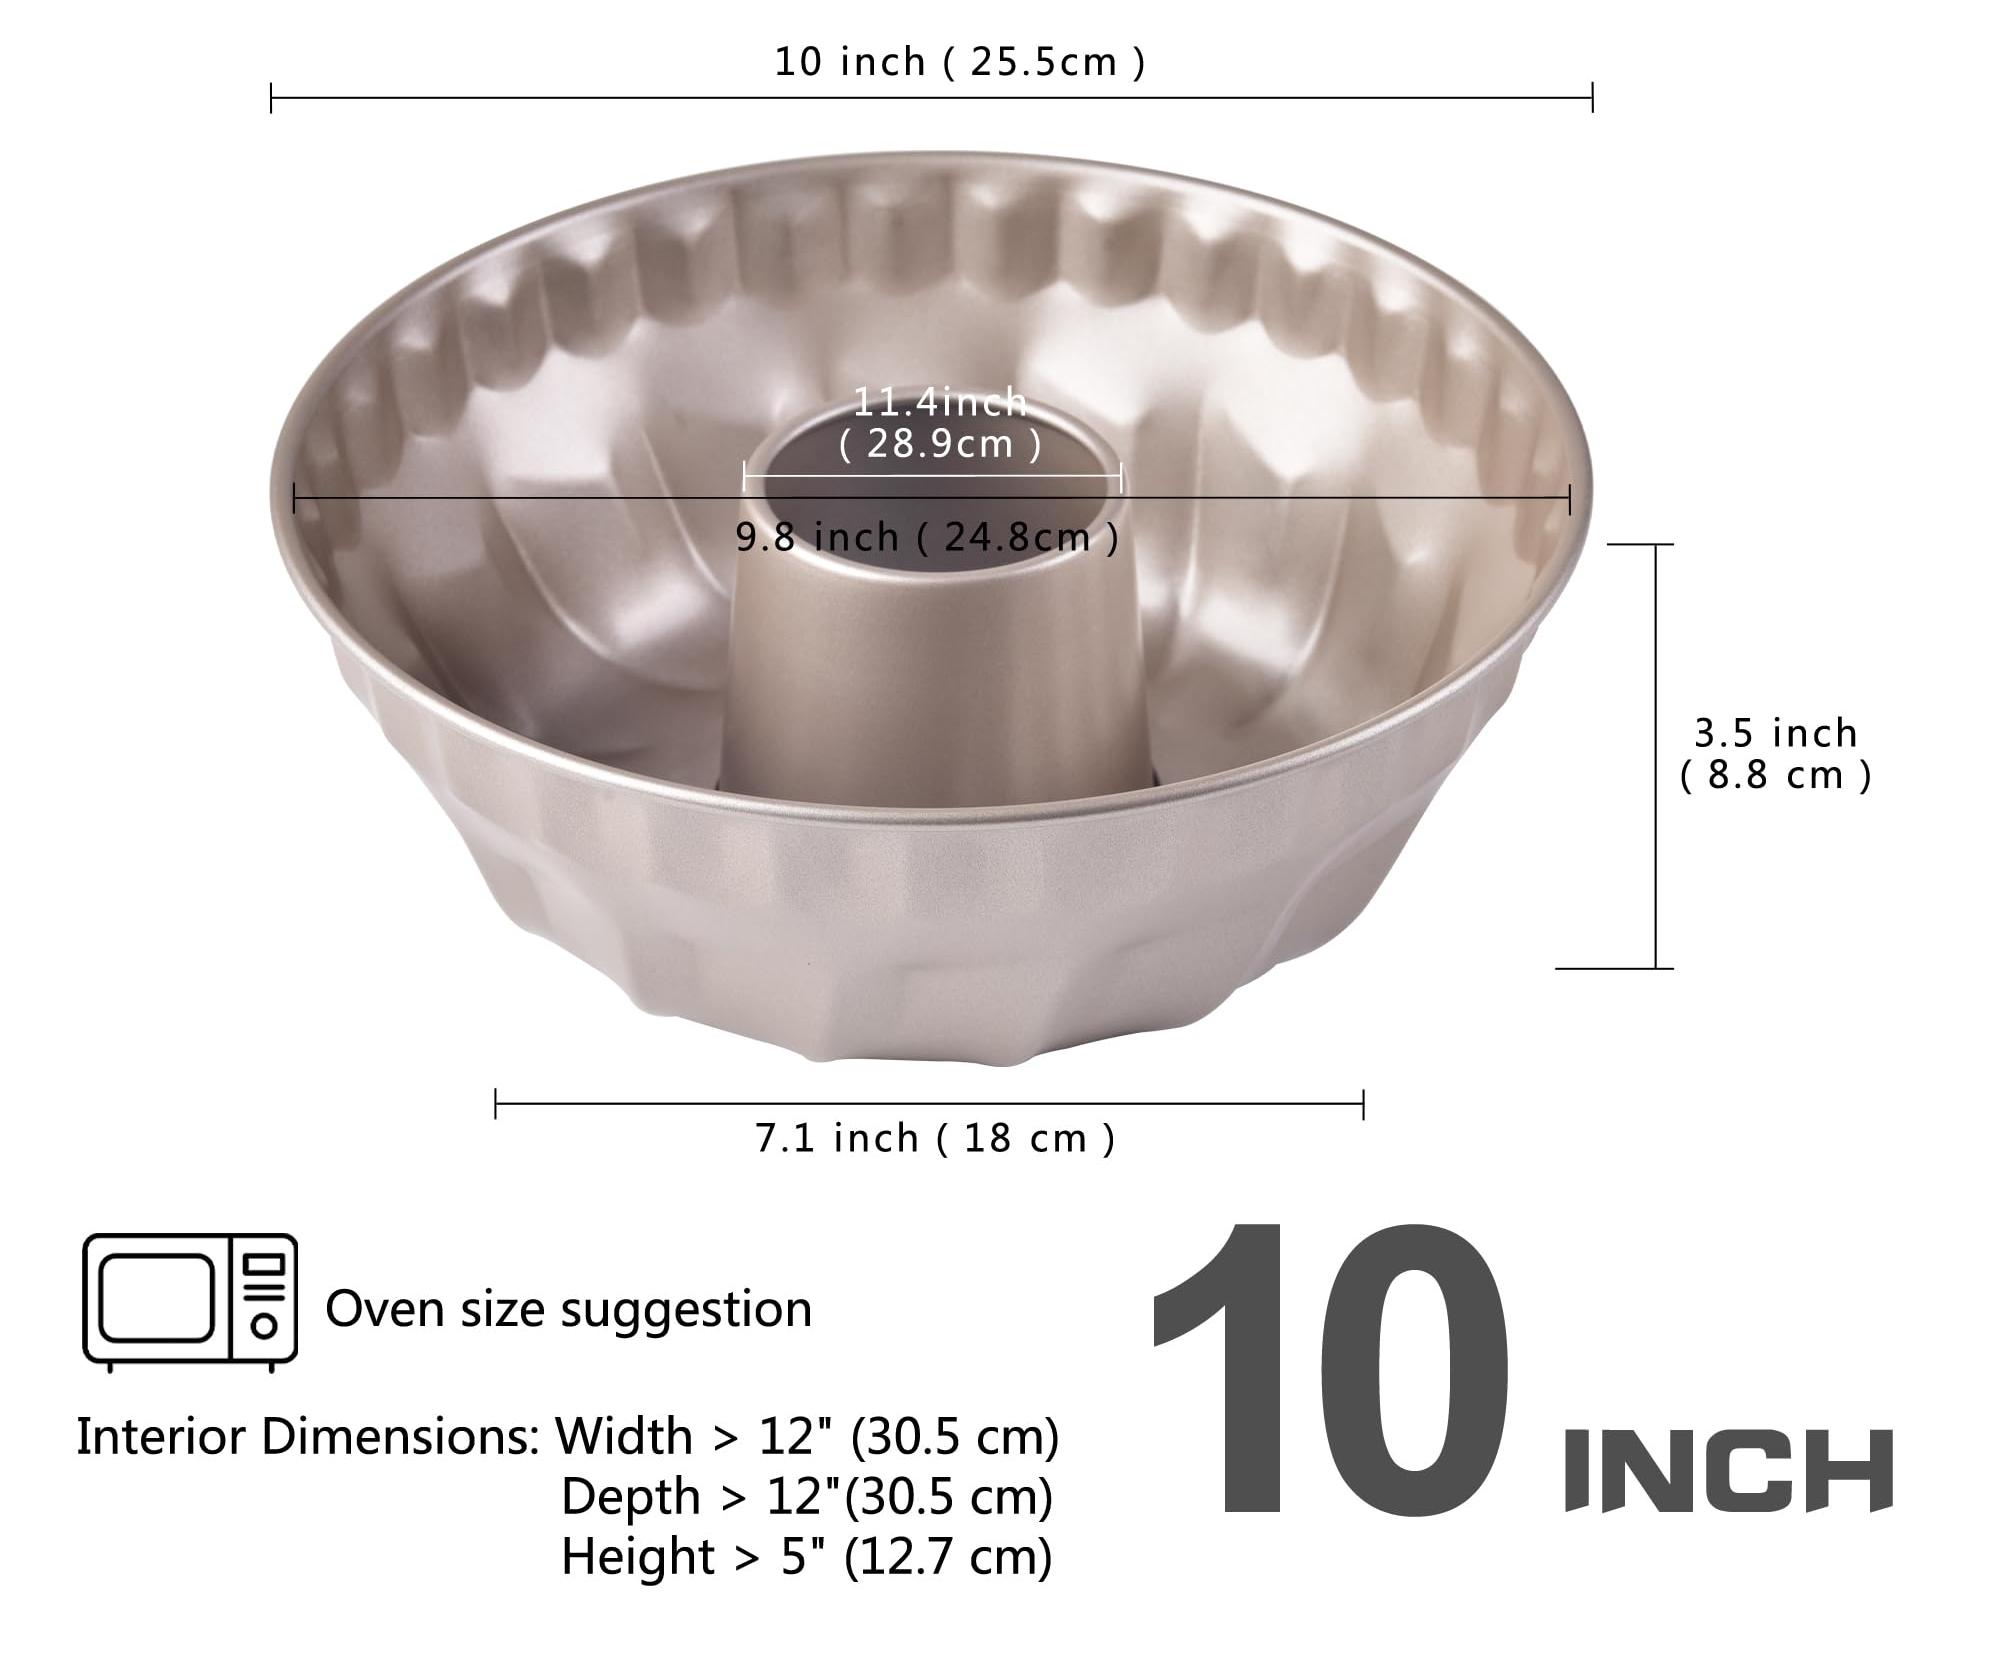 10 inch ( 25.5cm )
11.4inch
( 28.9cm )
9.8 inch ( 24.8cm )
3.5 inch
( 8.8 cm )
7.1 inch ( 18 cm )
Oven size suggestion
Interior Dimensions: Width > 12" (30.5 cm)
Depth > 12"(30.5 cm)
Height > 5" (12.7 cm)
10 INCH